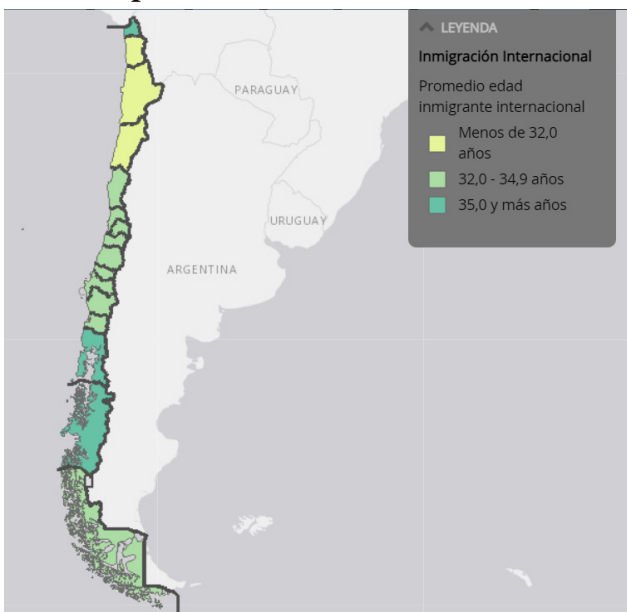 LEYENDA
Inmigración Internacional
Promedio edad
inmigrante internacional
Menos de 32,0
años
32,0 - 34,9 años
35,0 y más años
PARAGUAY
URUGUAY
ARGENTINA